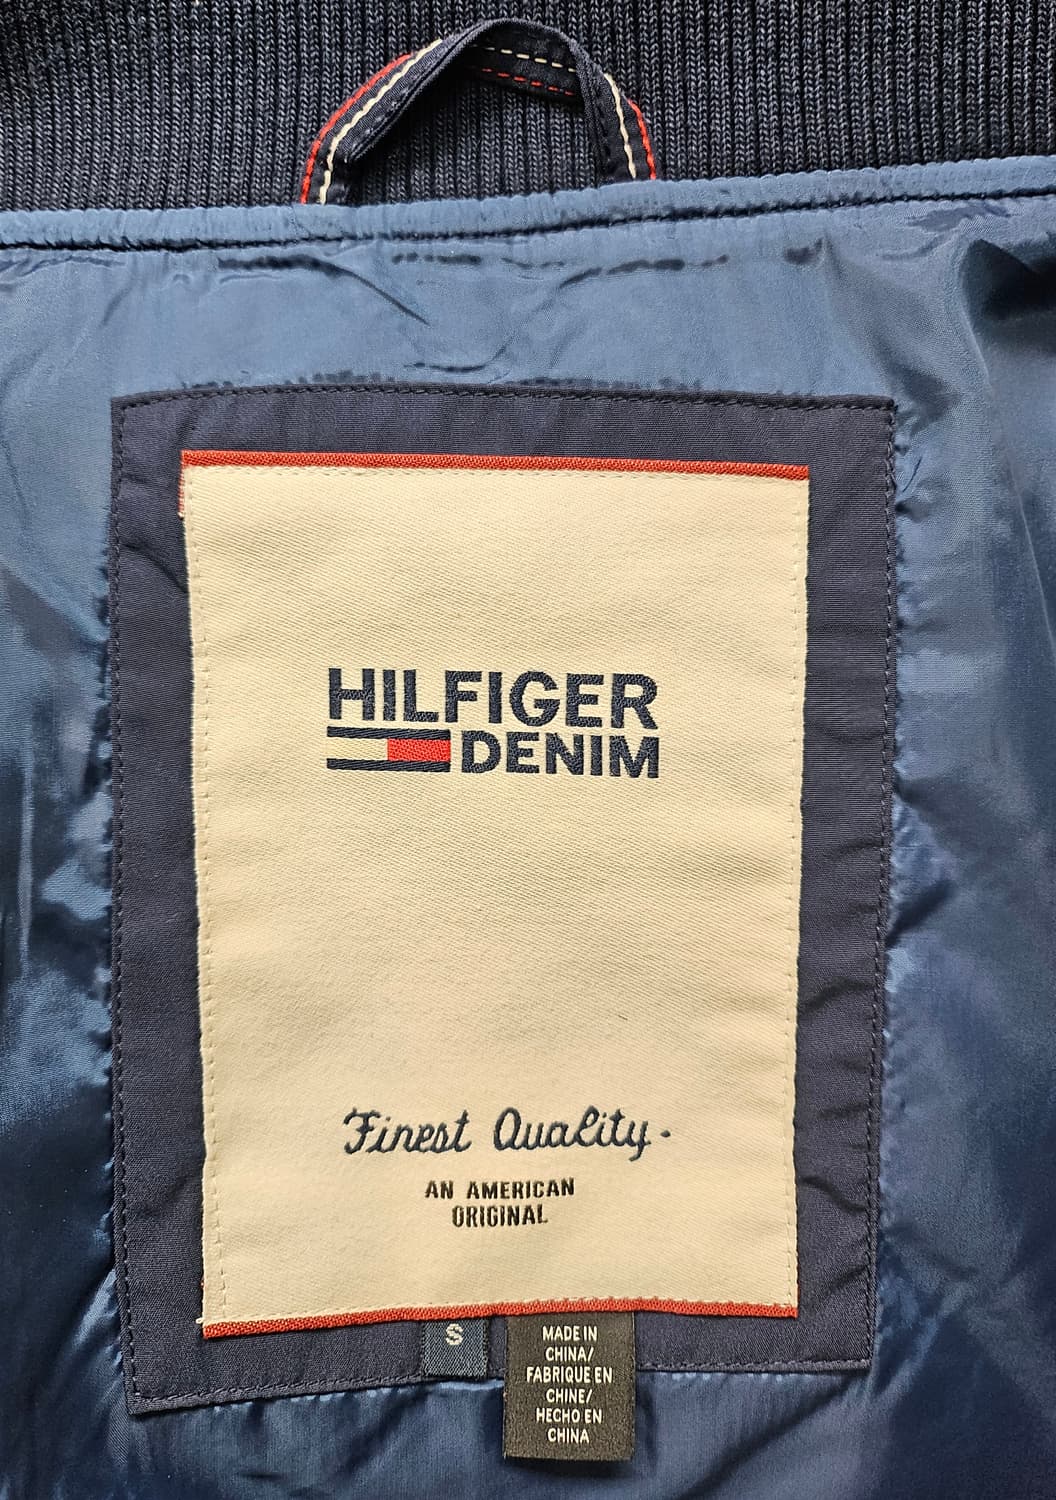 HILFIGER
DENIM
Finest Quality.
AN AMERICAN
ORIGINAL
S
MADE IN
CHINA/
FABRIQUE EN
CHINE/
HECHO EN
CHINA